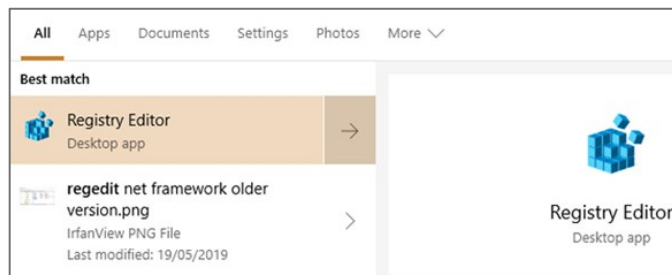 All Apps Documents Settings Photos More
Best match
Registry Editor
Desktop app
regedit net framework older
version.png
IrfanView PNG File
Last modified: 19/05/2019
Registry Editor
Desktop app